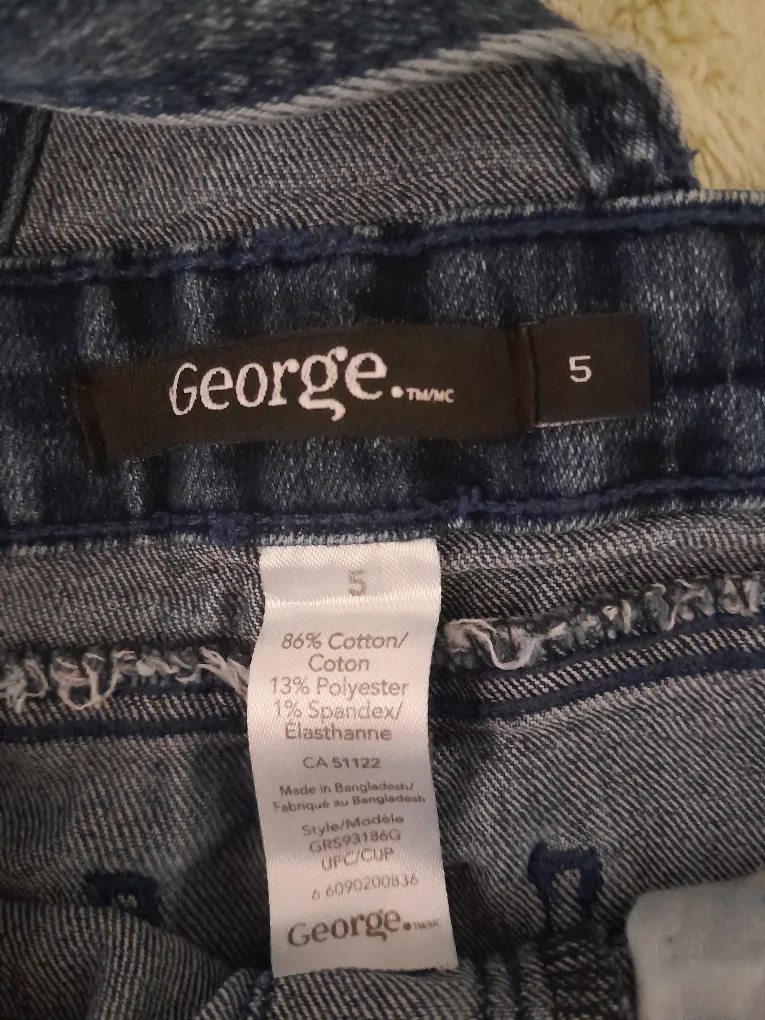 George.TM/MC
5
5
86% Cotton/
Coton
13% Polyester
1% Spandex/
Élasthanne
CA 51122
Made in Bangladesh/
Fabriqué au Bangladesh
Style/Modèle
GRS93186G
UPC/CUP
6 6090200836
George.TM/MC